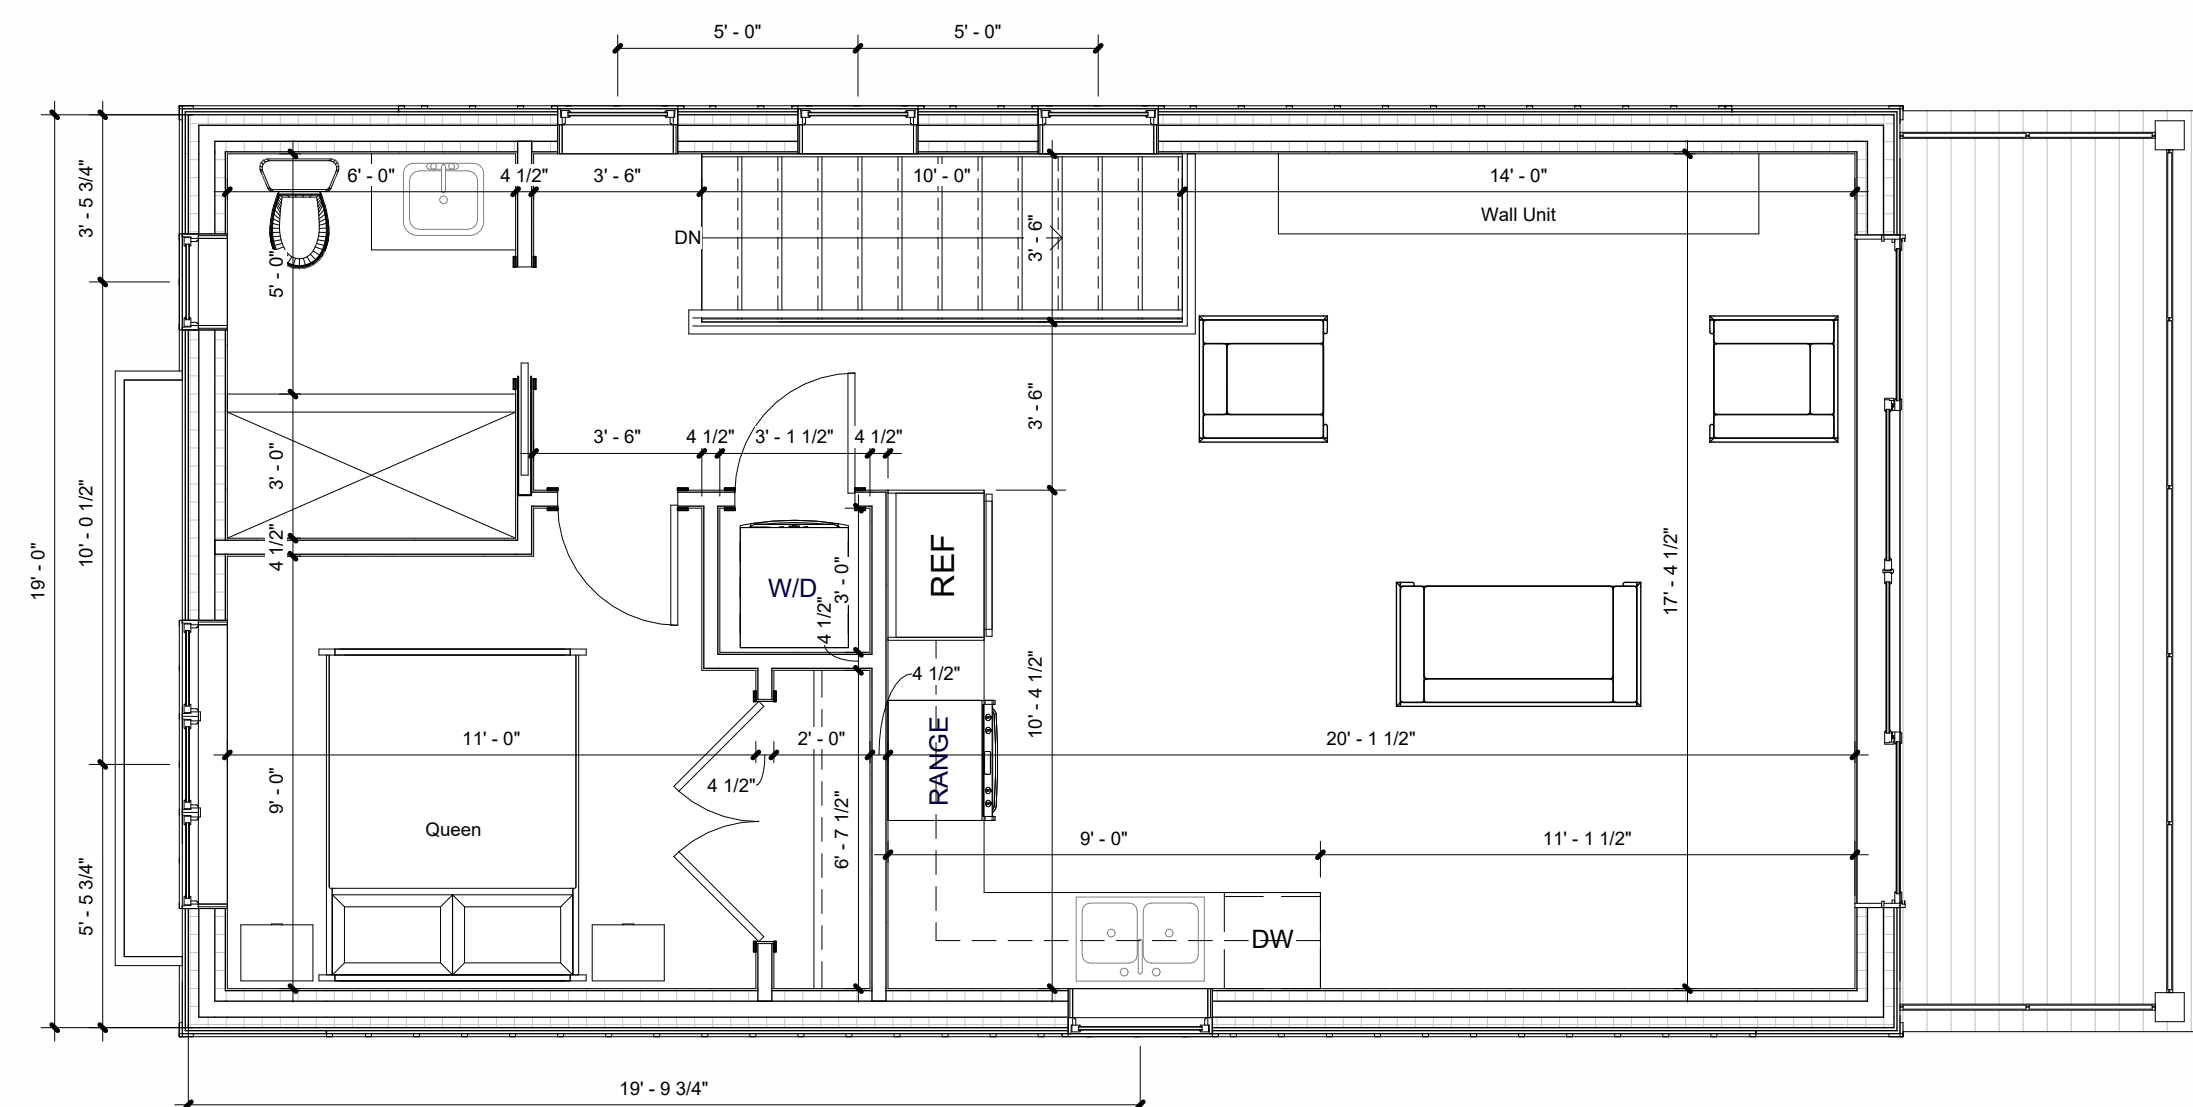 5' - 0" 5' - 0"
6' - 0" 4 1/2" 3' - 6" 10' - 0" 14' - 0"
3' - 5 3/4"
Wall Unit
DN
3' - 6"
5' - 0"
3' - 6"
3' - 6" 4 1/2" 3' - 1 1/2" 4 1/2"
3' - 0"
10' - 0 1/2"
19' - 0"
4 1/2"
W/D
3' - 0"
4 1/2"
REF
17' - 4 1/2"
4 1/2"
10' - 4 1/2"
11' - 0" 2' - 0" 20' - 1 1/2"
RANGE
4 1/2"
9' - 0"
Queen
6' - 7 1/2"
9' - 0" 11' - 1 1/2"
5' - 5 3/4"
DW
19' - 9 3/4"